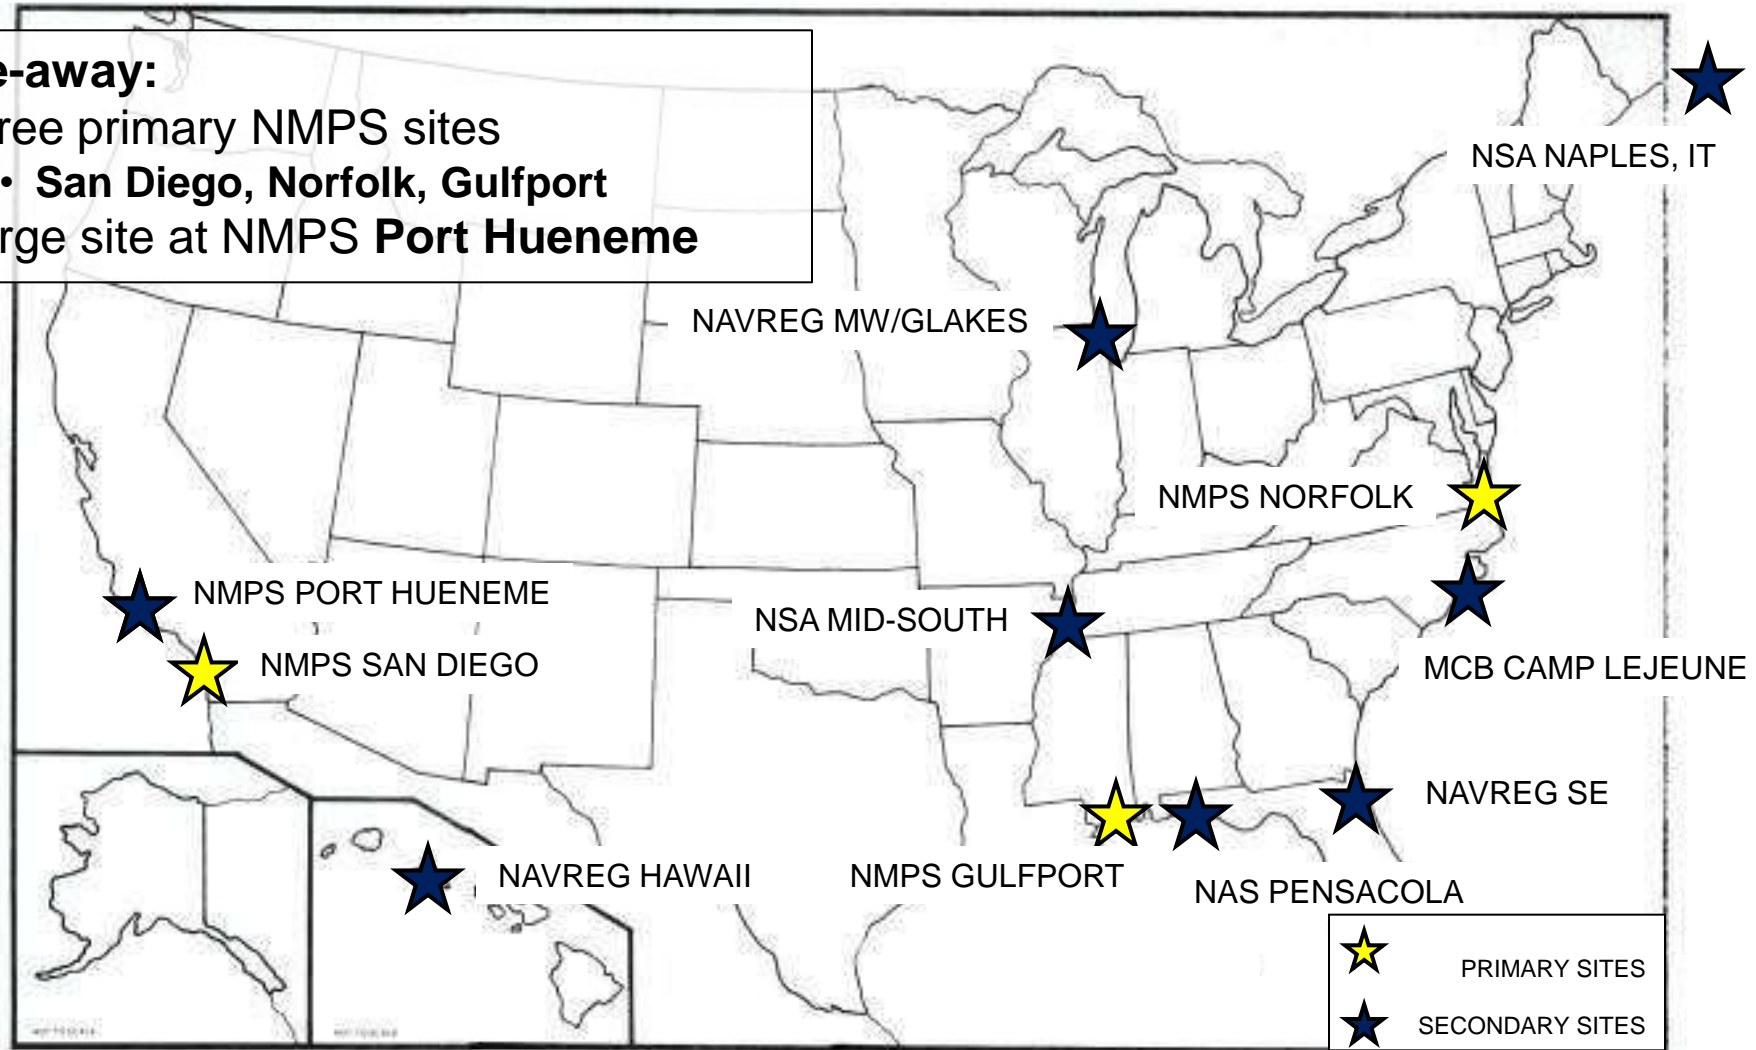 e-away:
ree primary NMPS sites
• San Diego, Norfolk, Gulfport
rge site at NMPS Port Hueneme
NSA NAPLES, IT
NAVREG MW/GLAKES
NMPS NORFOLK
NMPS PORT HUENEME
NSA MID-SOUTH
NMPS SAN DIEGO
MCB CAMP LEJEUNE
NAVREG SE
NAVREG HAWAII
NMPS GULFPORT
NAS PENSACOLA
PRIMARY SITES
SECONDARY SITES